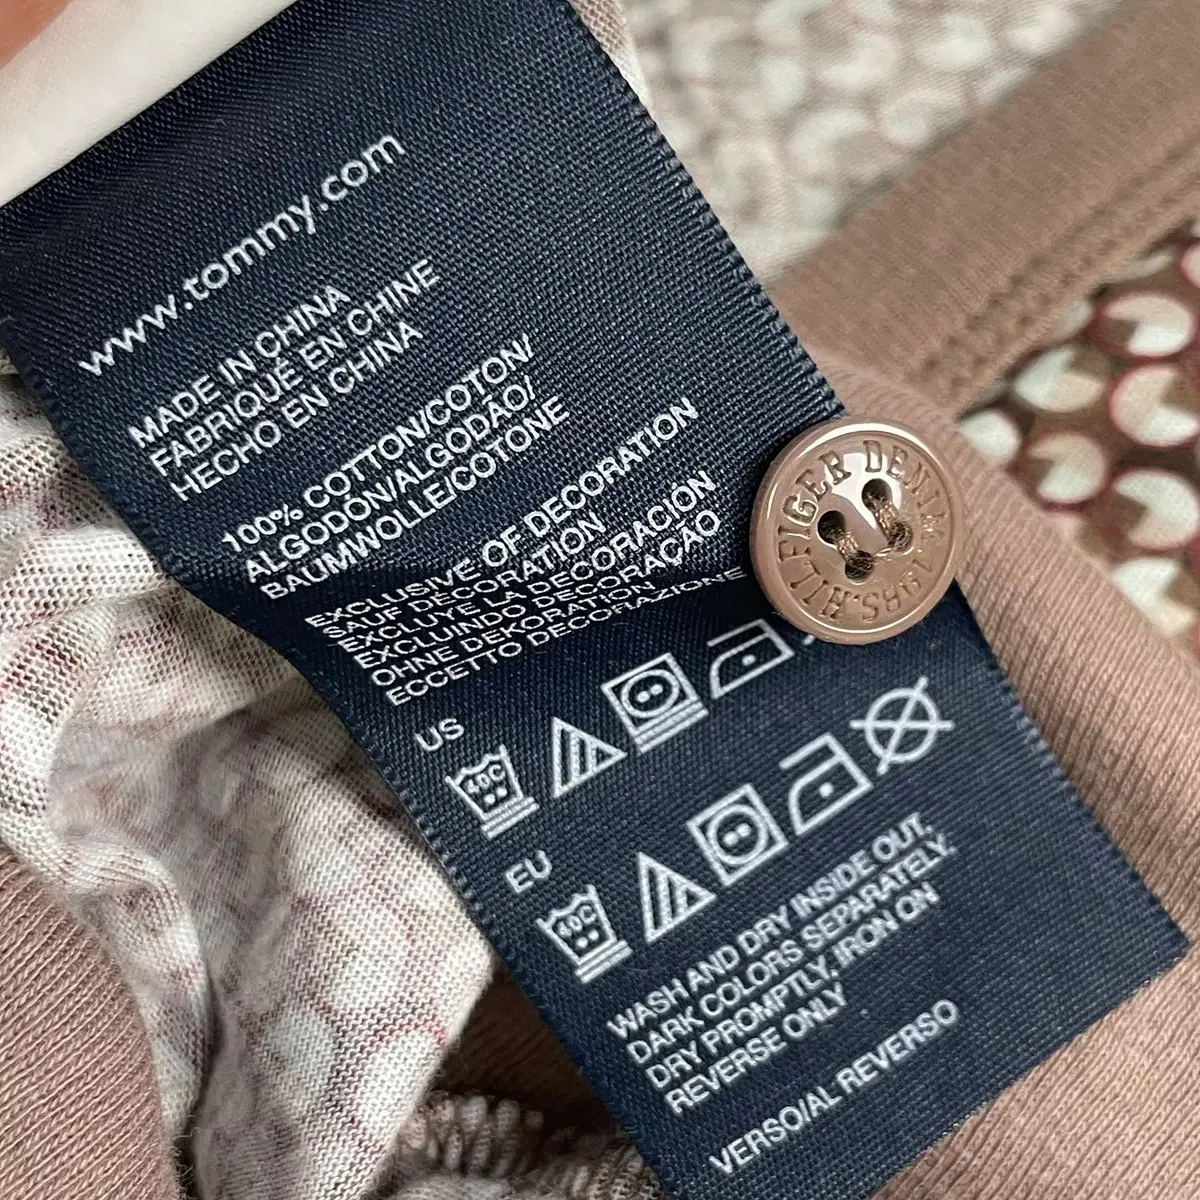 www.tommy.com
MADE IN CHINA
FABRIQUÉ EN CHINE
HECHO EN CHINA
100% COTTON/COTON/
ALGODÓN/ALGODÃO/
BAUMWOLLE/COTONE
EXCLUSIVE OF DECORATION
SAUF DÉCORATION
EXCLUYE LA DECORACIÓN
EXCLUINDO DECORAÇÃO
OHNE DEKORATION
ECCETTO DECORAZIONE
HILFIGER DENIM
US
40C
EU
40C
WASH AND DRY INSIDE OUT,
DARK COLORS SEPARATELY.
DRY PROMPTLY, IRON ON
REVERSE ONLY
VERSO/AL REVERSO